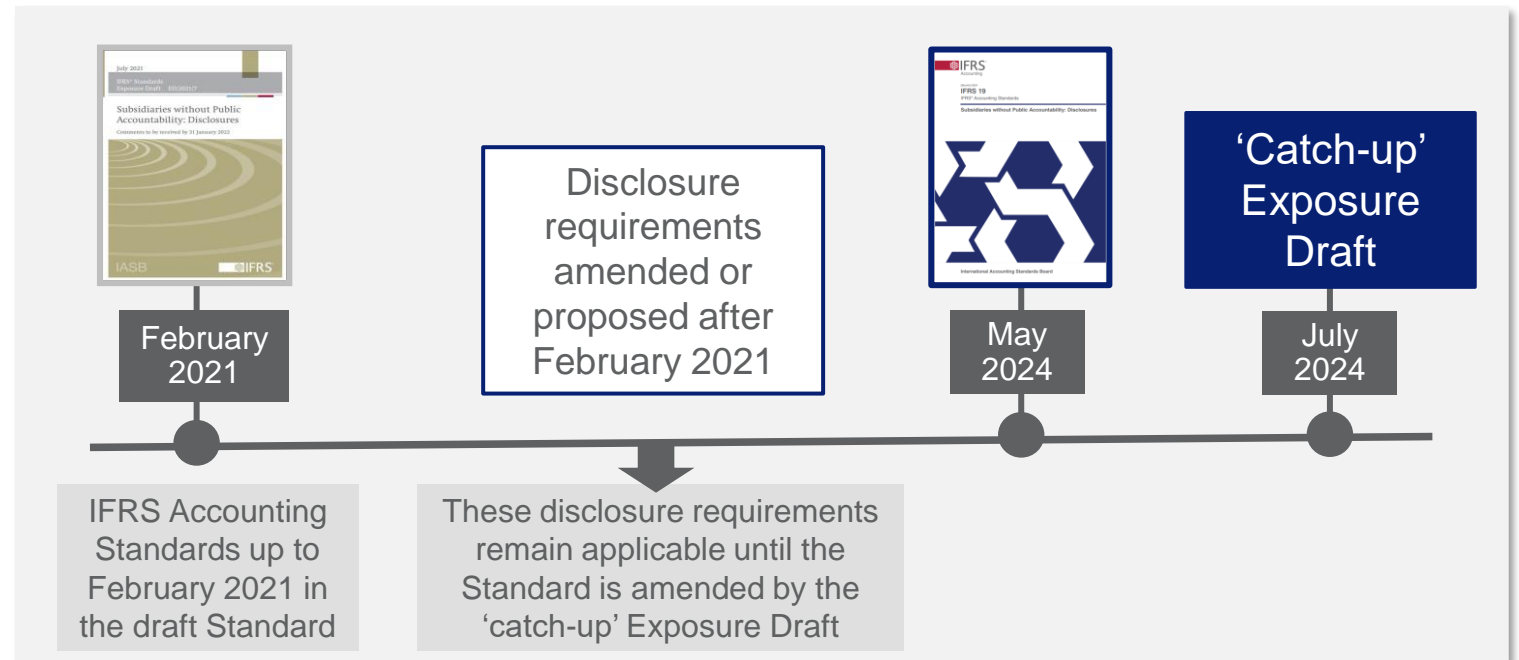 July 2021
IFRS® Standards
Exposure Draft ED/2021/7
Subsidiaries without Public
Accountability: Disclosures
Comments to be received by 31 January 2022
IASB
IFRS
February
2021
IFRS Accounting
Standards up to
February 2021 in
the draft Standard
Disclosure
requirements
amended or
proposed after
February 2021
These disclosure requirements
remain applicable until the
Standard is amended by the
‘catch-up’ Exposure Draft
IFRS
Accounting
IFRS 19
IFRS® Accounting Standards
Subsidiaries without Public Accountability: Disclosures
International Accounting Standards Board
May
2024
‘Catch-up’
Exposure
Draft
July
2024